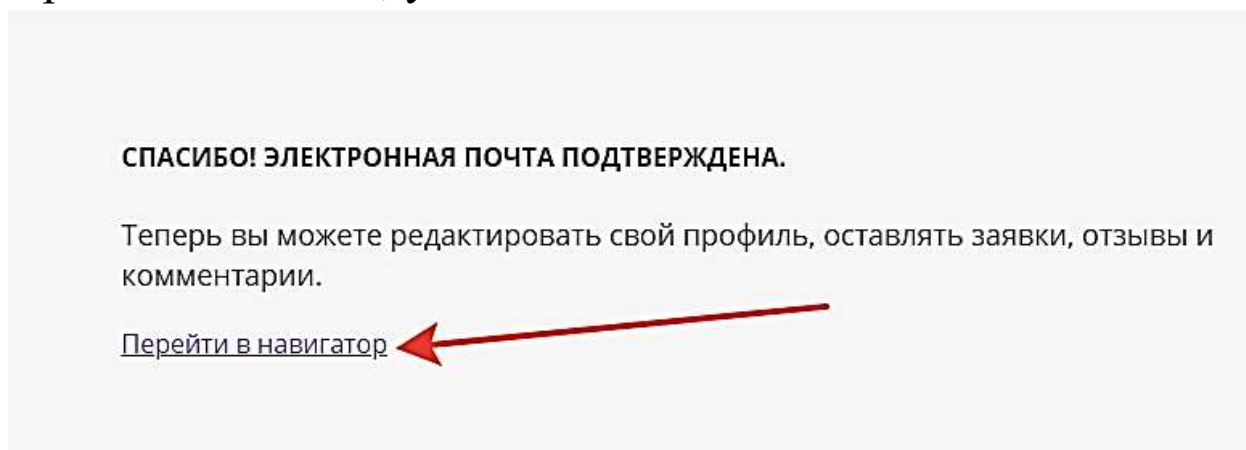 СПАСИБО! ЭЛЕКТРОННАЯ ПОЧТА ПОДТВЕРЖДЕНА.
Теперь вы можете редактировать свой профиль, оставлять заявки, отзывы и
комментарии.
Перейти в навигатор